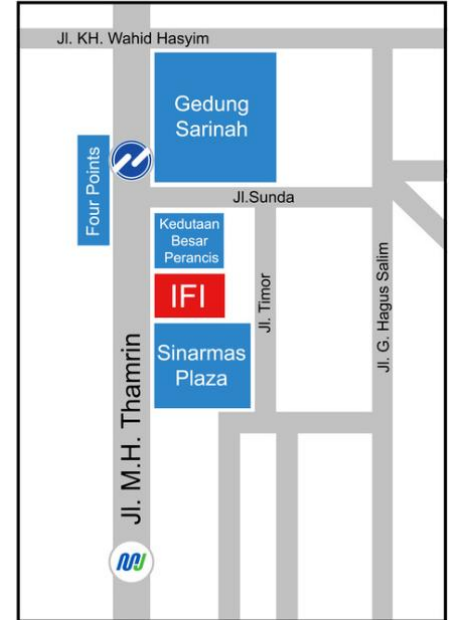 Jl. KH. Wahid Hasyim
Gedung
Sarinah
Four Points
Jl.Sunda
Kedutaan
Besar
Perancis
IFI
Jl. Timor
Jl. G. Hagus Salim
Sinarmas
Plaza
Jl. M.H. Thamrin